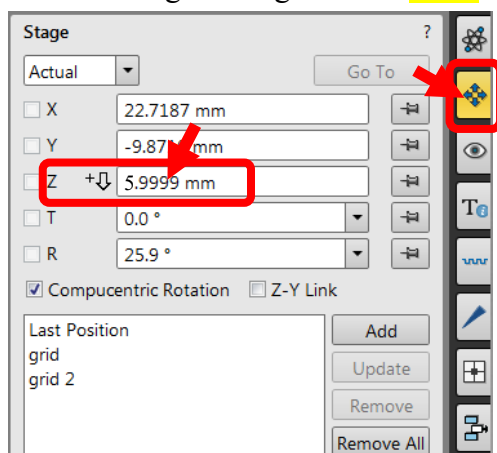 Stage ?
Actual Go To
X 22.7187 mm
Y mm
Z + 5.9999 mm
T 0.0 °
R 25.9 °
Compucentric Rotation Z-Y Link
Last Position Add
grid Update
grid 2 Remove
Remove All
T